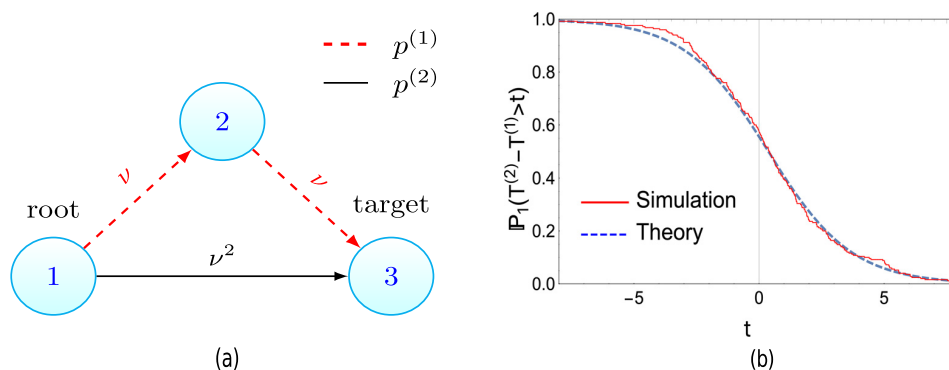 p⁽¹⁾
p⁽²⁾
2
ν
ν
root
target
1
ν²
3
(a)
1.0
0.8
0.6
0.4
0.2
0.0
ℙ₁(T⁽²⁾−T⁽¹⁾>t)
Simulation
Theory
−5
0
5
t
(b)